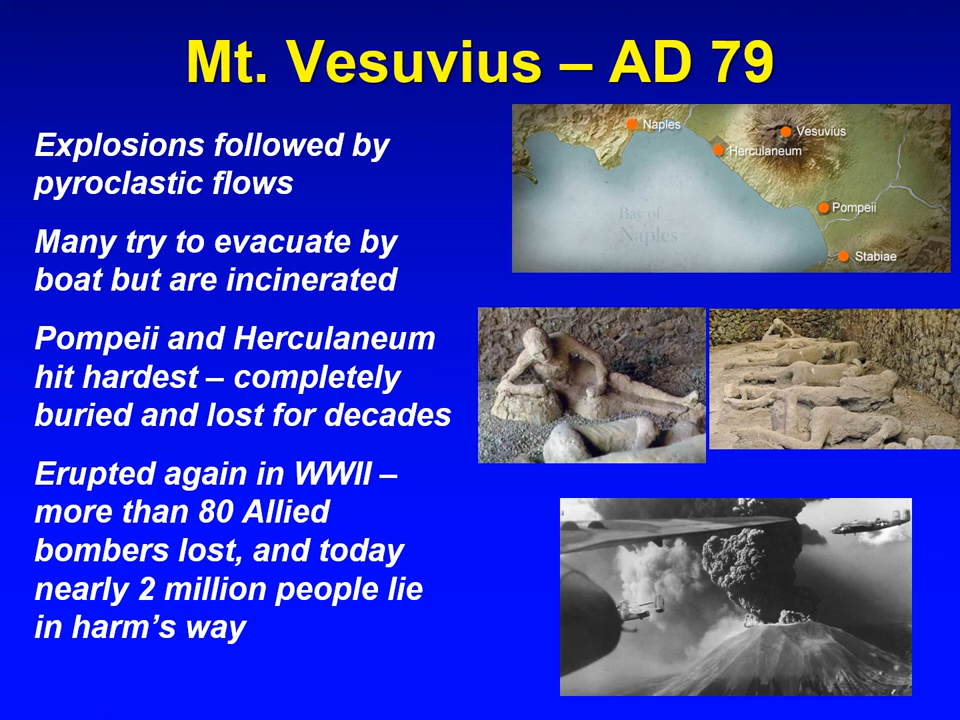 Mt. Vesuvius – AD 79
Explosions followed by
pyroclastic flows
Many try to evacuate by
boat but are incinerated
Pompeii and Herculaneum
hit hardest – completely
buried and lost for decades
Erupted again in WWII –
more than 80 Allied
bombers lost, and today
nearly 2 million people lie
in harm’s way
Naples
Vesuvius
Herculaneum
Pompeii
Bay of
Naples
Stabiae